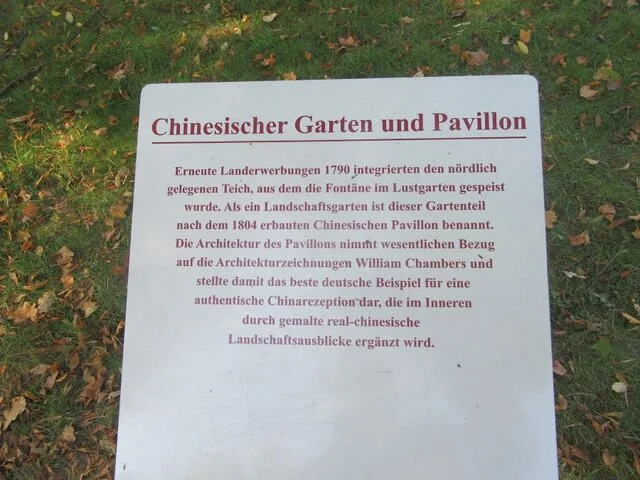 Chinesischer Garten und Pavillon
Erneute Landerwerbungen 1790 integrierten den nördlich
gelegenen Teich, aus dem die Fontäne im Lustgarten gespeist
wurde. Als ein Landschaftsgarten ist dieser Gartenteil
nach dem 1804 erbauten Chinesischen Pavillon benannt.
Die Architektur des Pavillons nimmt wesentlichen Bezug
auf die Architekturzeichnungen William Chambers und
stellte damit das beste deutsche Beispiel für eine
authentische Chinarezeption dar, die im Inneren
durch gemalte real-chinesische
Landschaftsausblicke ergänzt wird.